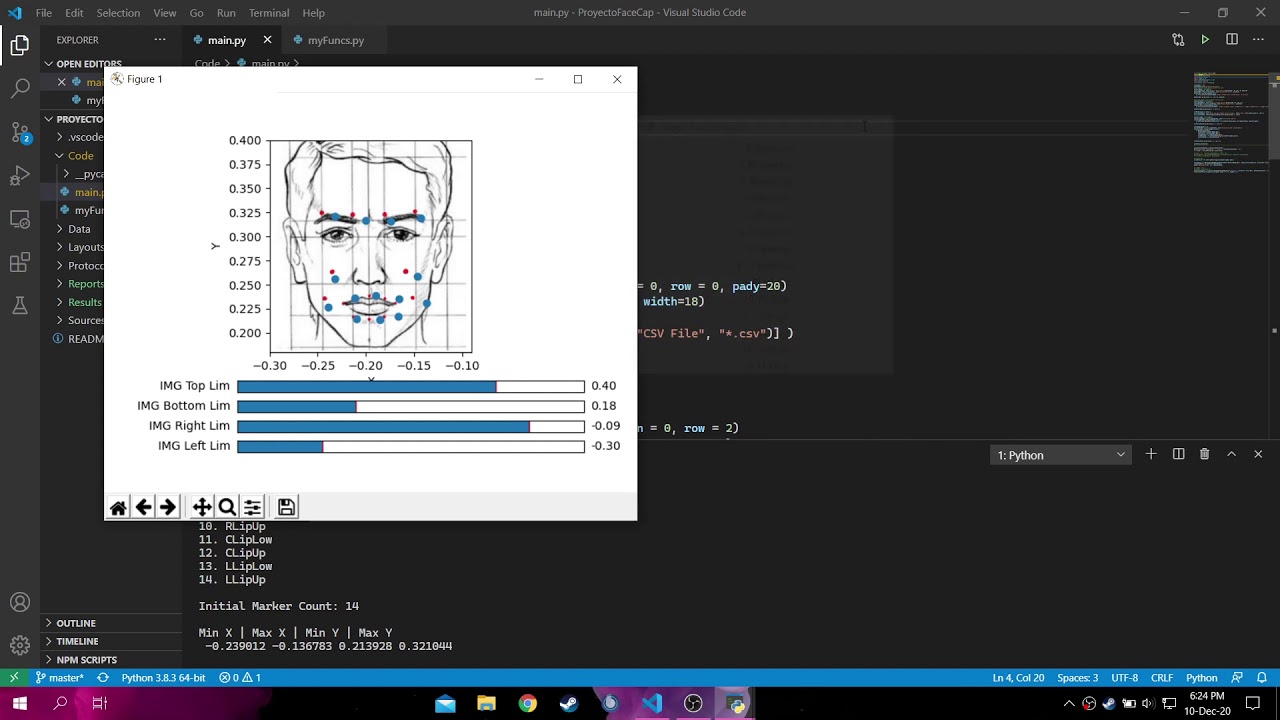 File Edit Selection View Go Run Terminal Help main.py - ProyectoFaceCap - Visual Studio Code
EXPLORER
main.py
myFuncs.py
OPEN EDITORS
Code > main.py >
Figure 1
PROYECTO
.vscode
Code
main.p
myFun
Data
Layouts
Protoco
Reports
Results
Sources
READM
0.400
0.375
0.350
0.325
0.300
0.275
0.250
0.225
0.200
Y
−0.30 −0.25 −0.20 −0.15 −0.10
IMG Top Lim 0.40
IMG Bottom Lim 0.18
IMG Right Lim -0.09
IMG Left Lim -0.30
= 0, row = 0, pady=20)
width=18)
"CSV File", "*.csv")] )
n = 0, row = 2)
1: Python
10. RLipUp
11. CLipLow
12. CLipUp
13. LLipLow
14. LLipUp
Initial Marker Count: 14
Min X | Max X | Min Y | Max Y
-0.239012 -0.136783 0.213928 0.321044
OUTLINE
TIMELINE
NPM SCRIPTS
2
master* Python 3.8.3 64-bit 0 1 Ln 4, Col 20 Spaces: 3 UTF-8 CRLF Python
6:24 PM
10-Dec-20